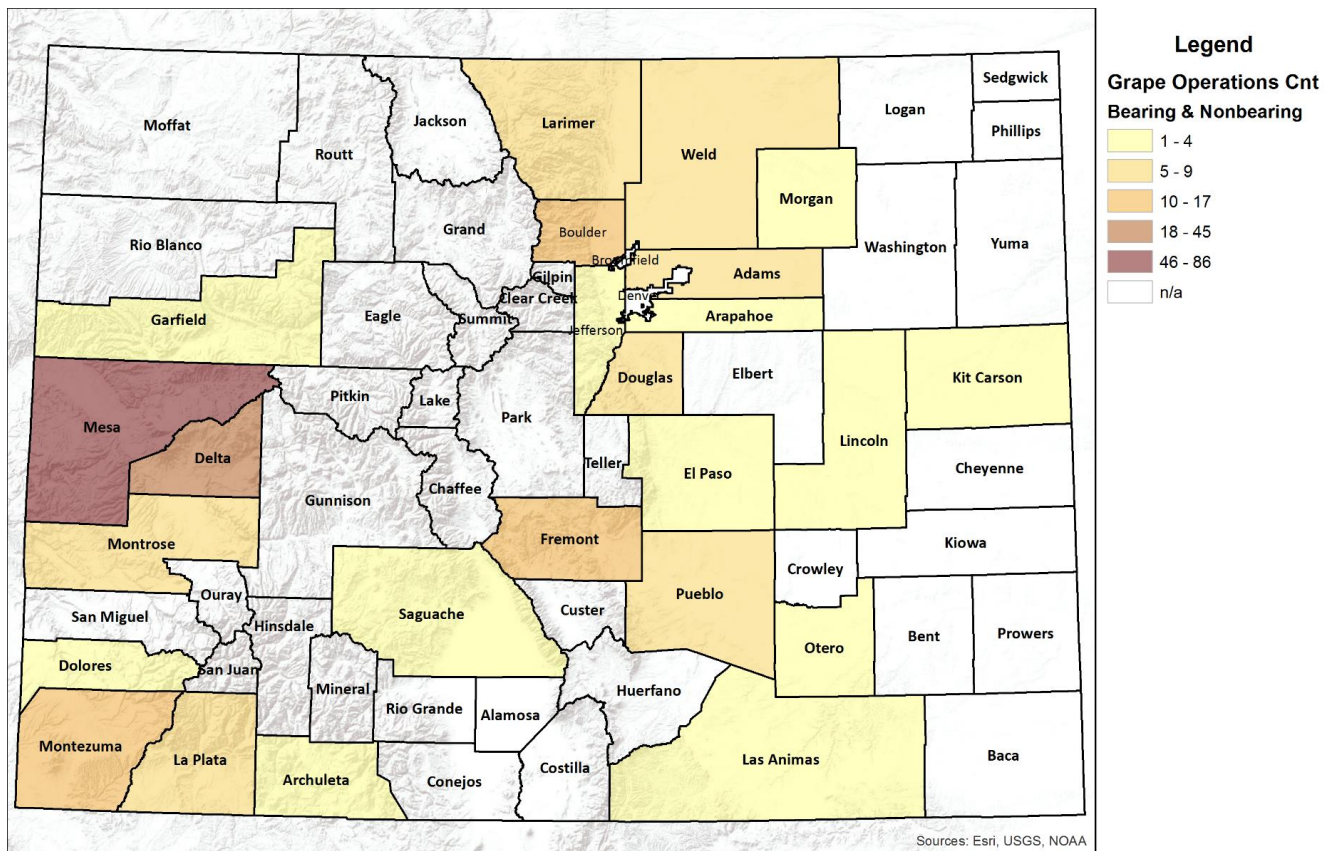 Legend
Grape Operations Cnt
Bearing & Nonbearing
1 - 4
5 - 9
10 - 17
18 - 45
46 - 86
n/a
Sedgwick
Logan
Phillips
Moffat
Jackson
Larimer
Routt
Weld
Morgan
Rio Blanco
Grand
Boulder
Washington
Yuma
Broomfield
Gilpin
Adams
Clear Creek
Denver
Garfield
Eagle
Summit
Arapahoe
Jefferson
Pitkin
Lake
Park
Douglas
Elbert
Kit Carson
Mesa
Delta
Lincoln
Teller
El Paso
Cheyenne
Gunnison
Chaffee
Montrose
Fremont
Kiowa
Crowley
Ouray
Pueblo
San Miguel
Hinsdale
Saguache
Custer
Otero
Bent
Prowers
Dolores
San Juan
Mineral
Huerfano
Rio Grande
Alamosa
Montezuma
La Plata
Archuleta
Conejos
Costilla
Las Animas
Baca
Sources: Esri, USGS, NOAA